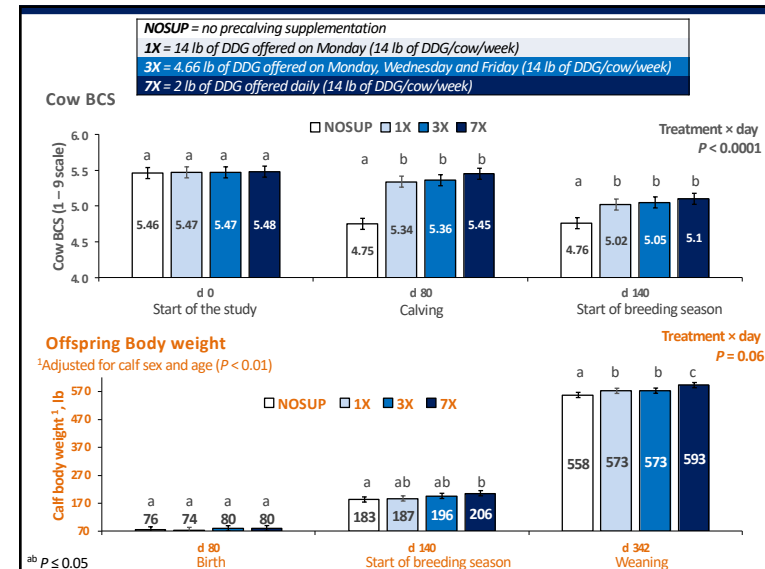 NOSUP = no precalving supplementation
1X = 14 lb of DDG offered on Monday (14 lb of DDG/cow/week)
3X = 4.66 lb of DDG offered on Monday, Wednesday and Friday (14 lb of DDG/cow/week)
7X = 2 lb of DDG offered daily (14 lb of DDG/cow/week)
Cow BCS
NOSUP 1X 3X 7X
Treatment × day
P < 0.0001
Cow BCS (1 – 9 scale)
6.0
5.5
5.0
4.5
4.0
a a a a
5.46 5.47 5.47 5.48
a b b b
4.75 5.34 5.36 5.45
a b b b
4.76 5.02 5.05 5.1
d 0 d 80 d 140
Start of the study Calving Start of breeding season
Offspring Body weight
¹Adjusted for calf sex and age (P < 0.01)
Treatment × day
P = 0.06
NOSUP 1X 3X 7X
Calf body weight ¹, lb
570
470
370
270
170
70
a a a a
76 74 80 80
a ab ab b
183 187 196 206
a b b c
558 573 573 593
d 80 d 140 d 342
Birth Start of breeding season Weaning
ab P ≤ 0.05